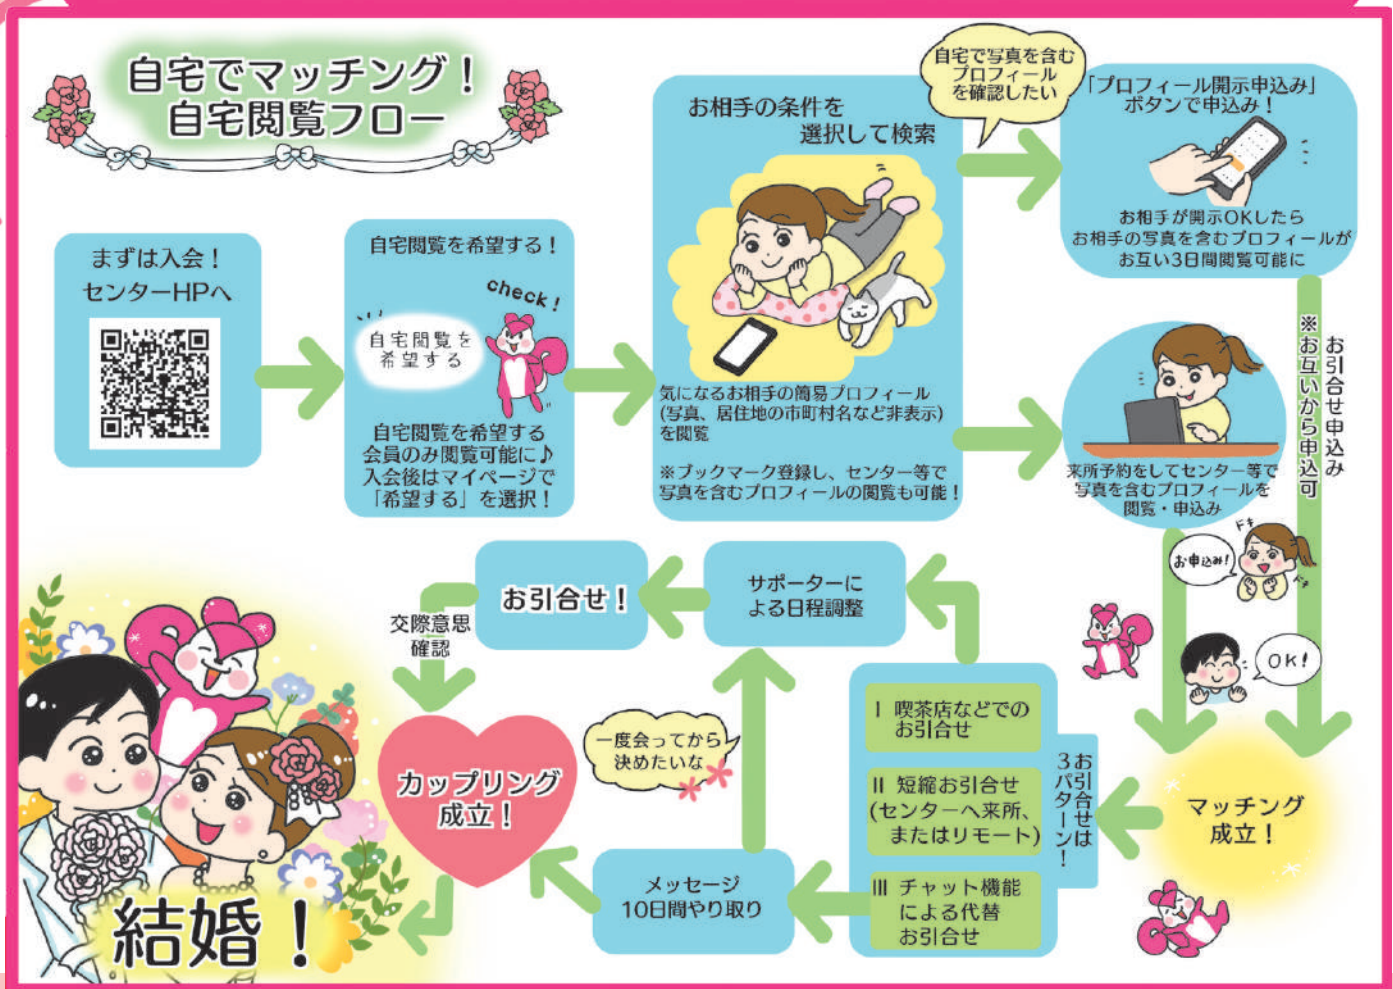 自宅でマッチング！
自宅閲覧フロー
まずは入会！
センターHPへ
自宅閲覧を希望する！
check!
自宅閲覧を
希望する
自宅閲覧を希望する
会員のみ閲覧可能に♪
入会後はマイページで
「希望する」を選択！
お相手の条件を
選択して検索
気になるお相手の簡易プロフィール
(写真、居住地の市町村名など非表示)
を閲覧
※ブックマーク登録し、センター等で
写真を含むプロフィールの閲覧も可能！
自宅で写真を含む
プロフィール
を確認したい
「プロフィール開示申込み」
ボタンで申込み！
お相手が開示OKしたら
お相手の写真を含むプロフィールが
お互い3日間閲覧可能に
来所予約をしてセンター等で
写真を含むプロフィールを
閲覧・申込み
お引合せ申込み
※お互いから申込可
ドキ
お申込み!
ドキ
OK!
マッチング
成立！
お引合せは
3パターン！
Ⅰ 喫茶店などでの
お引合せ
Ⅱ 短縮お引合せ
(センターへ来所、
またはリモート)
Ⅲ チャット機能
による代替
お引合せ
サポーターに
よる日程調整
お引合せ！
交際意思
確認
メッセージ
10日間やり取り
一度会ってから
決めたいな
カップリング
成立！
結婚！